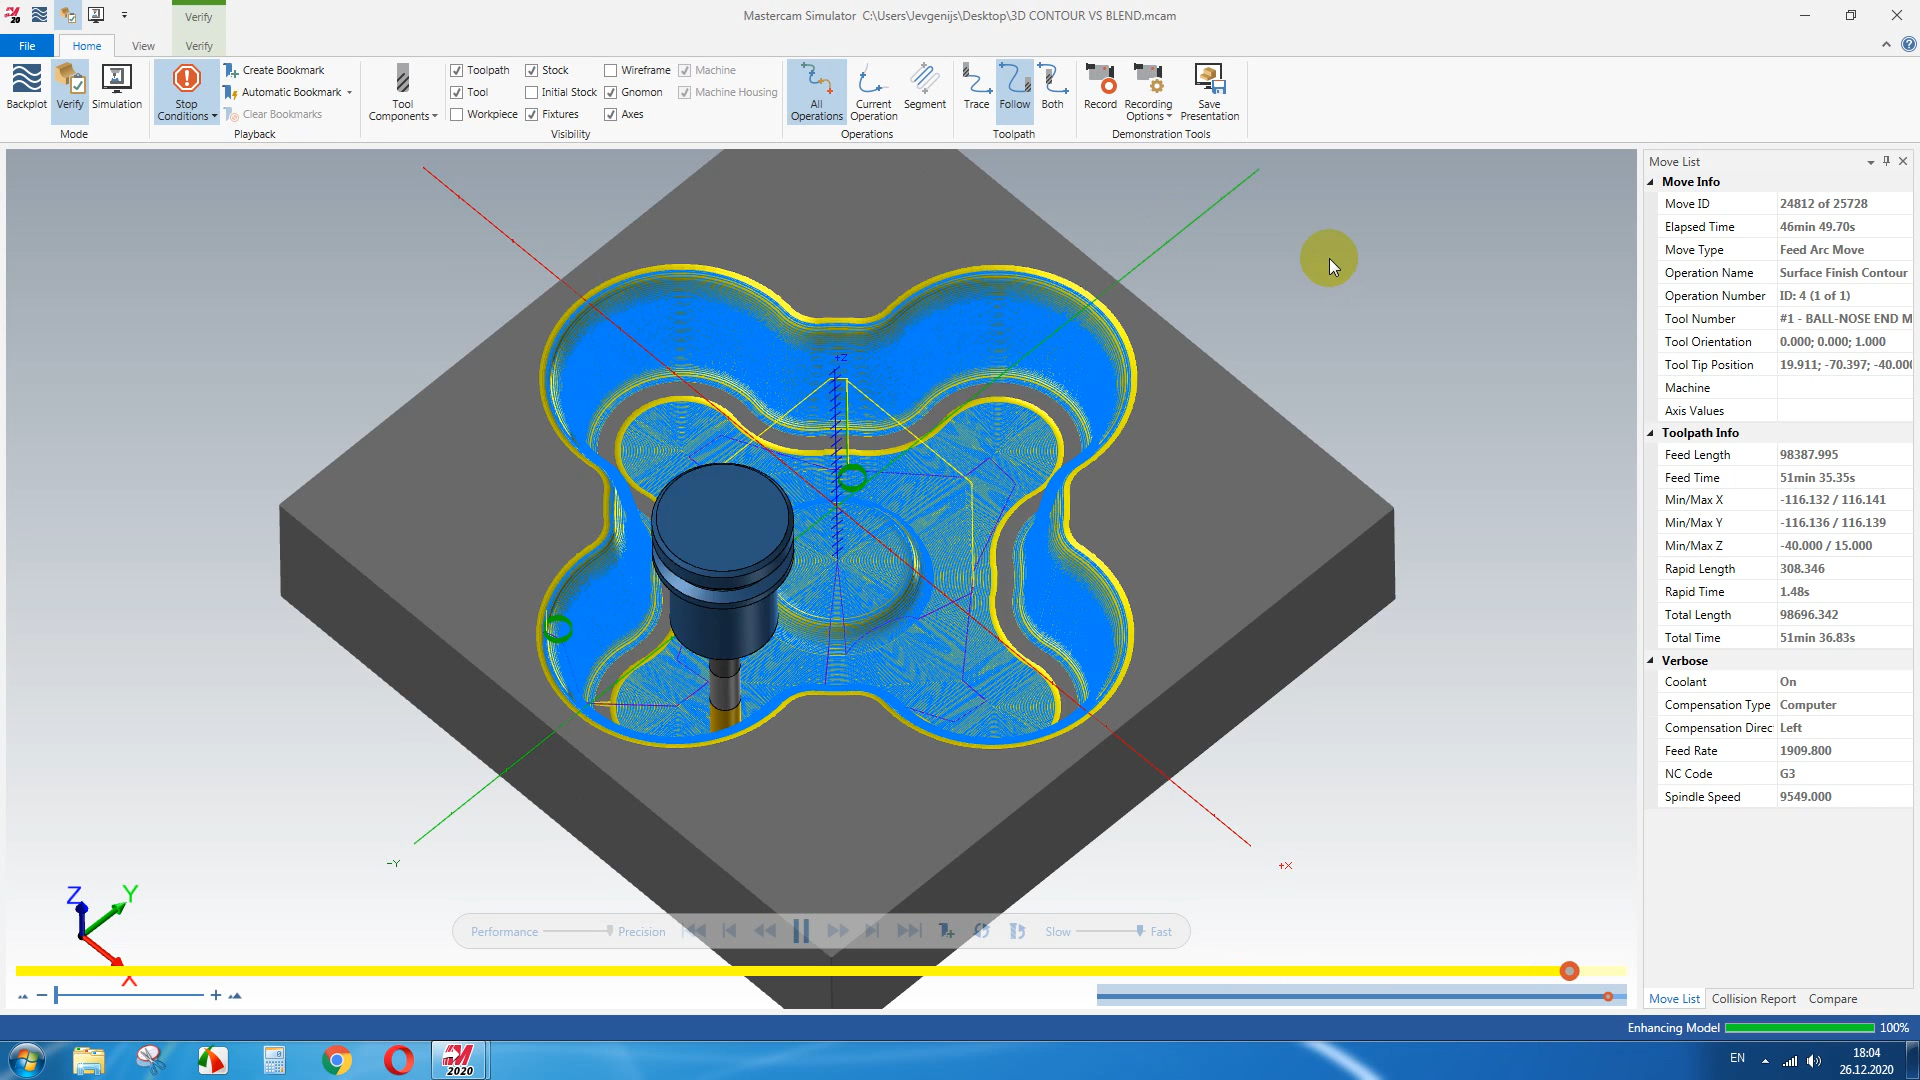 Verify
Mastercam Simulator C:\Users\Jevgenijs\Desktop\3D CONTOUR VS BLEND.mcam
File
Home
View
Verify
Backplot
Verify
Simulation
Mode
Stop Conditions
Create Bookmark
Automatic Bookmark
Clear Bookmarks
Playback
Tool Components
Toolpath
Stock
Wireframe
Machine
Tool
Initial Stock
Gnomon
Machine Housing
Workpiece
Fixtures
Axes
Visibility
All Operations
Current Operation
Segment
Operations
Trace
Follow
Both
Toolpath
Record
Recording Options
Save Presentation
Demonstration Tools
Move List
Move Info
Move ID 24812 of 25728
Elapsed Time 46min 49.70s
Move Type Feed Arc Move
Operation Name Surface Finish Contour
Operation Number ID: 4 (1 of 1)
Tool Number #1 - BALL-NOSE END M
Tool Orientation 0.000; 0.000; 1.000
Tool Tip Position 19.911; -70.397; -40.000
Machine
Axis Values
Toolpath Info
Feed Length 98387.995
Feed Time 51min 35.35s
Min/Max X -116.132 / 116.141
Min/Max Y -116.136 / 116.139
Min/Max Z -40.000 / 15.000
Rapid Length 308.346
Rapid Time 1.48s
Total Length 98696.342
Total Time 51min 36.83s
Verbose
Coolant On
Compensation Type Computer
Compensation Direc Left
Feed Rate 1909.800
NC Code G3
Spindle Speed 9549.000
+Z
-Y
+X
Z
Y
X
Performance
Precision
Slow
Fast
Move List
Collision Report
Compare
Enhancing Model
100%
2020
EN
18:04
26.12.2020